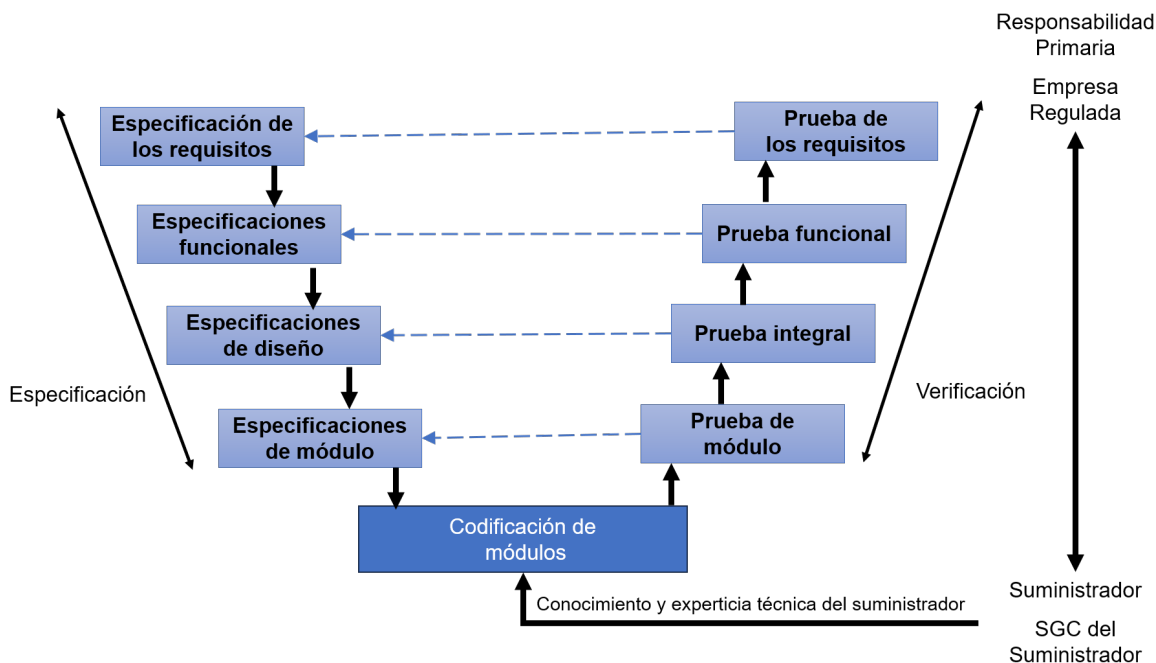 Responsabilidad
Primaria
Empresa
Regulada
Especificación de
los requisitos
Prueba de
los requisitos
Especificaciones
funcionales
Prueba funcional
Especificaciones
de diseño
Prueba integral
Especificación
Verificación
Especificaciones
de módulo
Prueba de
módulo
Codificación de
módulos
Suministrador
Conocimiento y experticia técnica del suministrador
SGC del
Suministrador